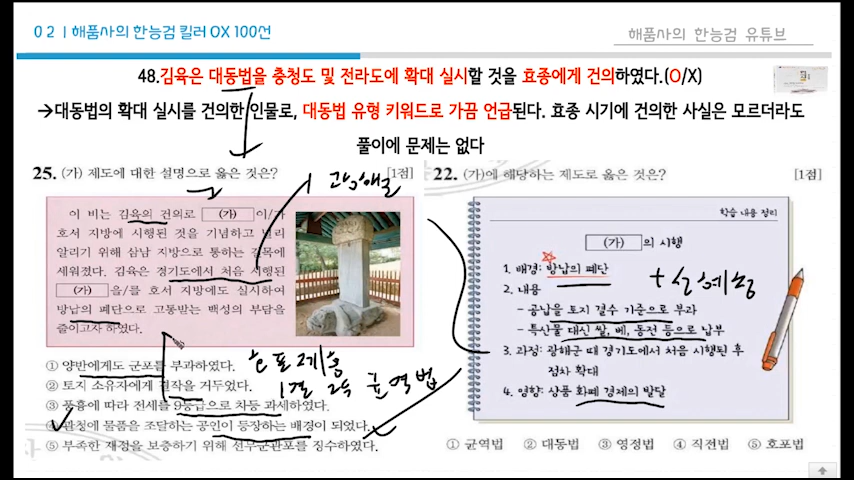 02 | 해품사의 한능검 킬러 OX 100선
해품사의 한능검 유튜브
48.김육은 대동법을 충청도 및 전라도에 확대 실시할 것을 효종에게 건의하였다.(O/X)
→대동법의 확대 실시를 건의한 인물로, 대동법 유형 키워드로 가끔 언급된다. 효종 시기에 건의한 사실은 모르더라도
풀이에 문제는 없다
25. (가) 제도에 대한 설명으로 옳은 것은? [1점]
이 비는 김육의 건의로 (가) 이/가
호서 지방에 시행된 것을 기념하고 널리
알리기 위해 삼남 지방으로 통하는 길목에
세워졌다. 김육은 경기도에서 처음 시행된
(가) 을/를 호서 지방에도 실시하여
방납의 폐단으로 고통받는 백성의 부담을
줄이고자 하였다.
① 양반에게도 군포를 부과하였다.
② 토지 소유자에게 결작을 거두었다.
③ 풍흉에 따라 전세를 9등급으로 차등 과세하였다.
④ 관청에 물품을 조달하는 공인이 등장하는 배경이 되었다.
⑤ 부족한 재정을 보충하기 위해 선무군관포를 징수하였다.
호포제
1결 2두 균역법
22. (가)에 해당하는 제도로 옳은 것은? [1점]
학습 내용 정리
(가) 의 시행
1. 배경: 방납의 폐단
2. 내용
- 공납을 토지 결수 기준으로 부과
- 특산물 대신 쌀, 베, 동전 등으로 납부
3. 과정: 광해군 때 경기도에서 처음 시행된 후
점차 확대
4. 영향: 상품 화폐 경제의 발달
① 균역법 ② 대동법 ③ 영정법 ④ 직전법 ⑤ 호포법